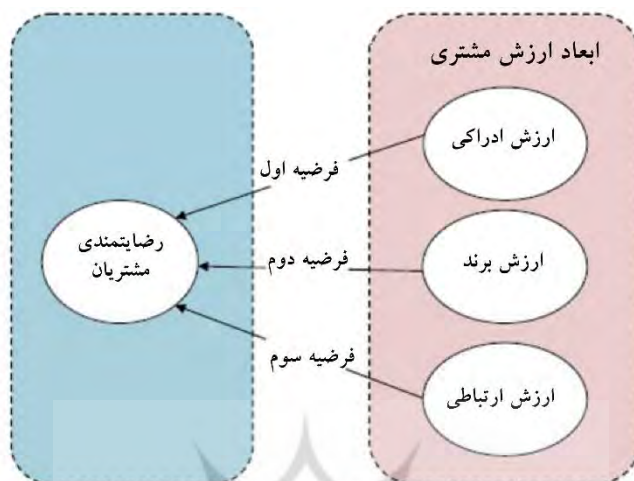 ابعاد ارزش مشتری
ارزش ادراکی
فرضیه اول
ارزش برند
فرضیه دوم
رضایتمندی
مشتریان
ارزش ارتباطی
فرضیه سوم